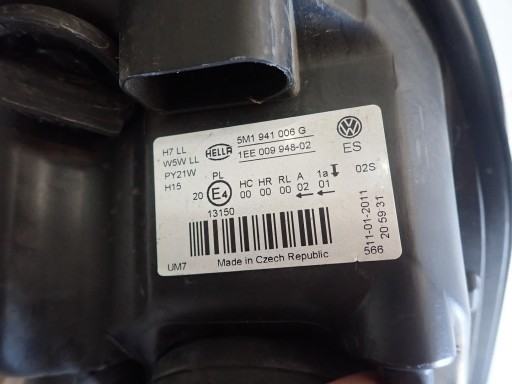 H7 LL
W5W LL
PY21W
H15
HELLA
5M1 941 006 G
1EE 009 948-02
ES
PL
20 E4
13150
HC HR RL A 1a
00 00 00 02 01
02S
UM7
Made in Czech Republic
511-01-2011
566 20 59 31